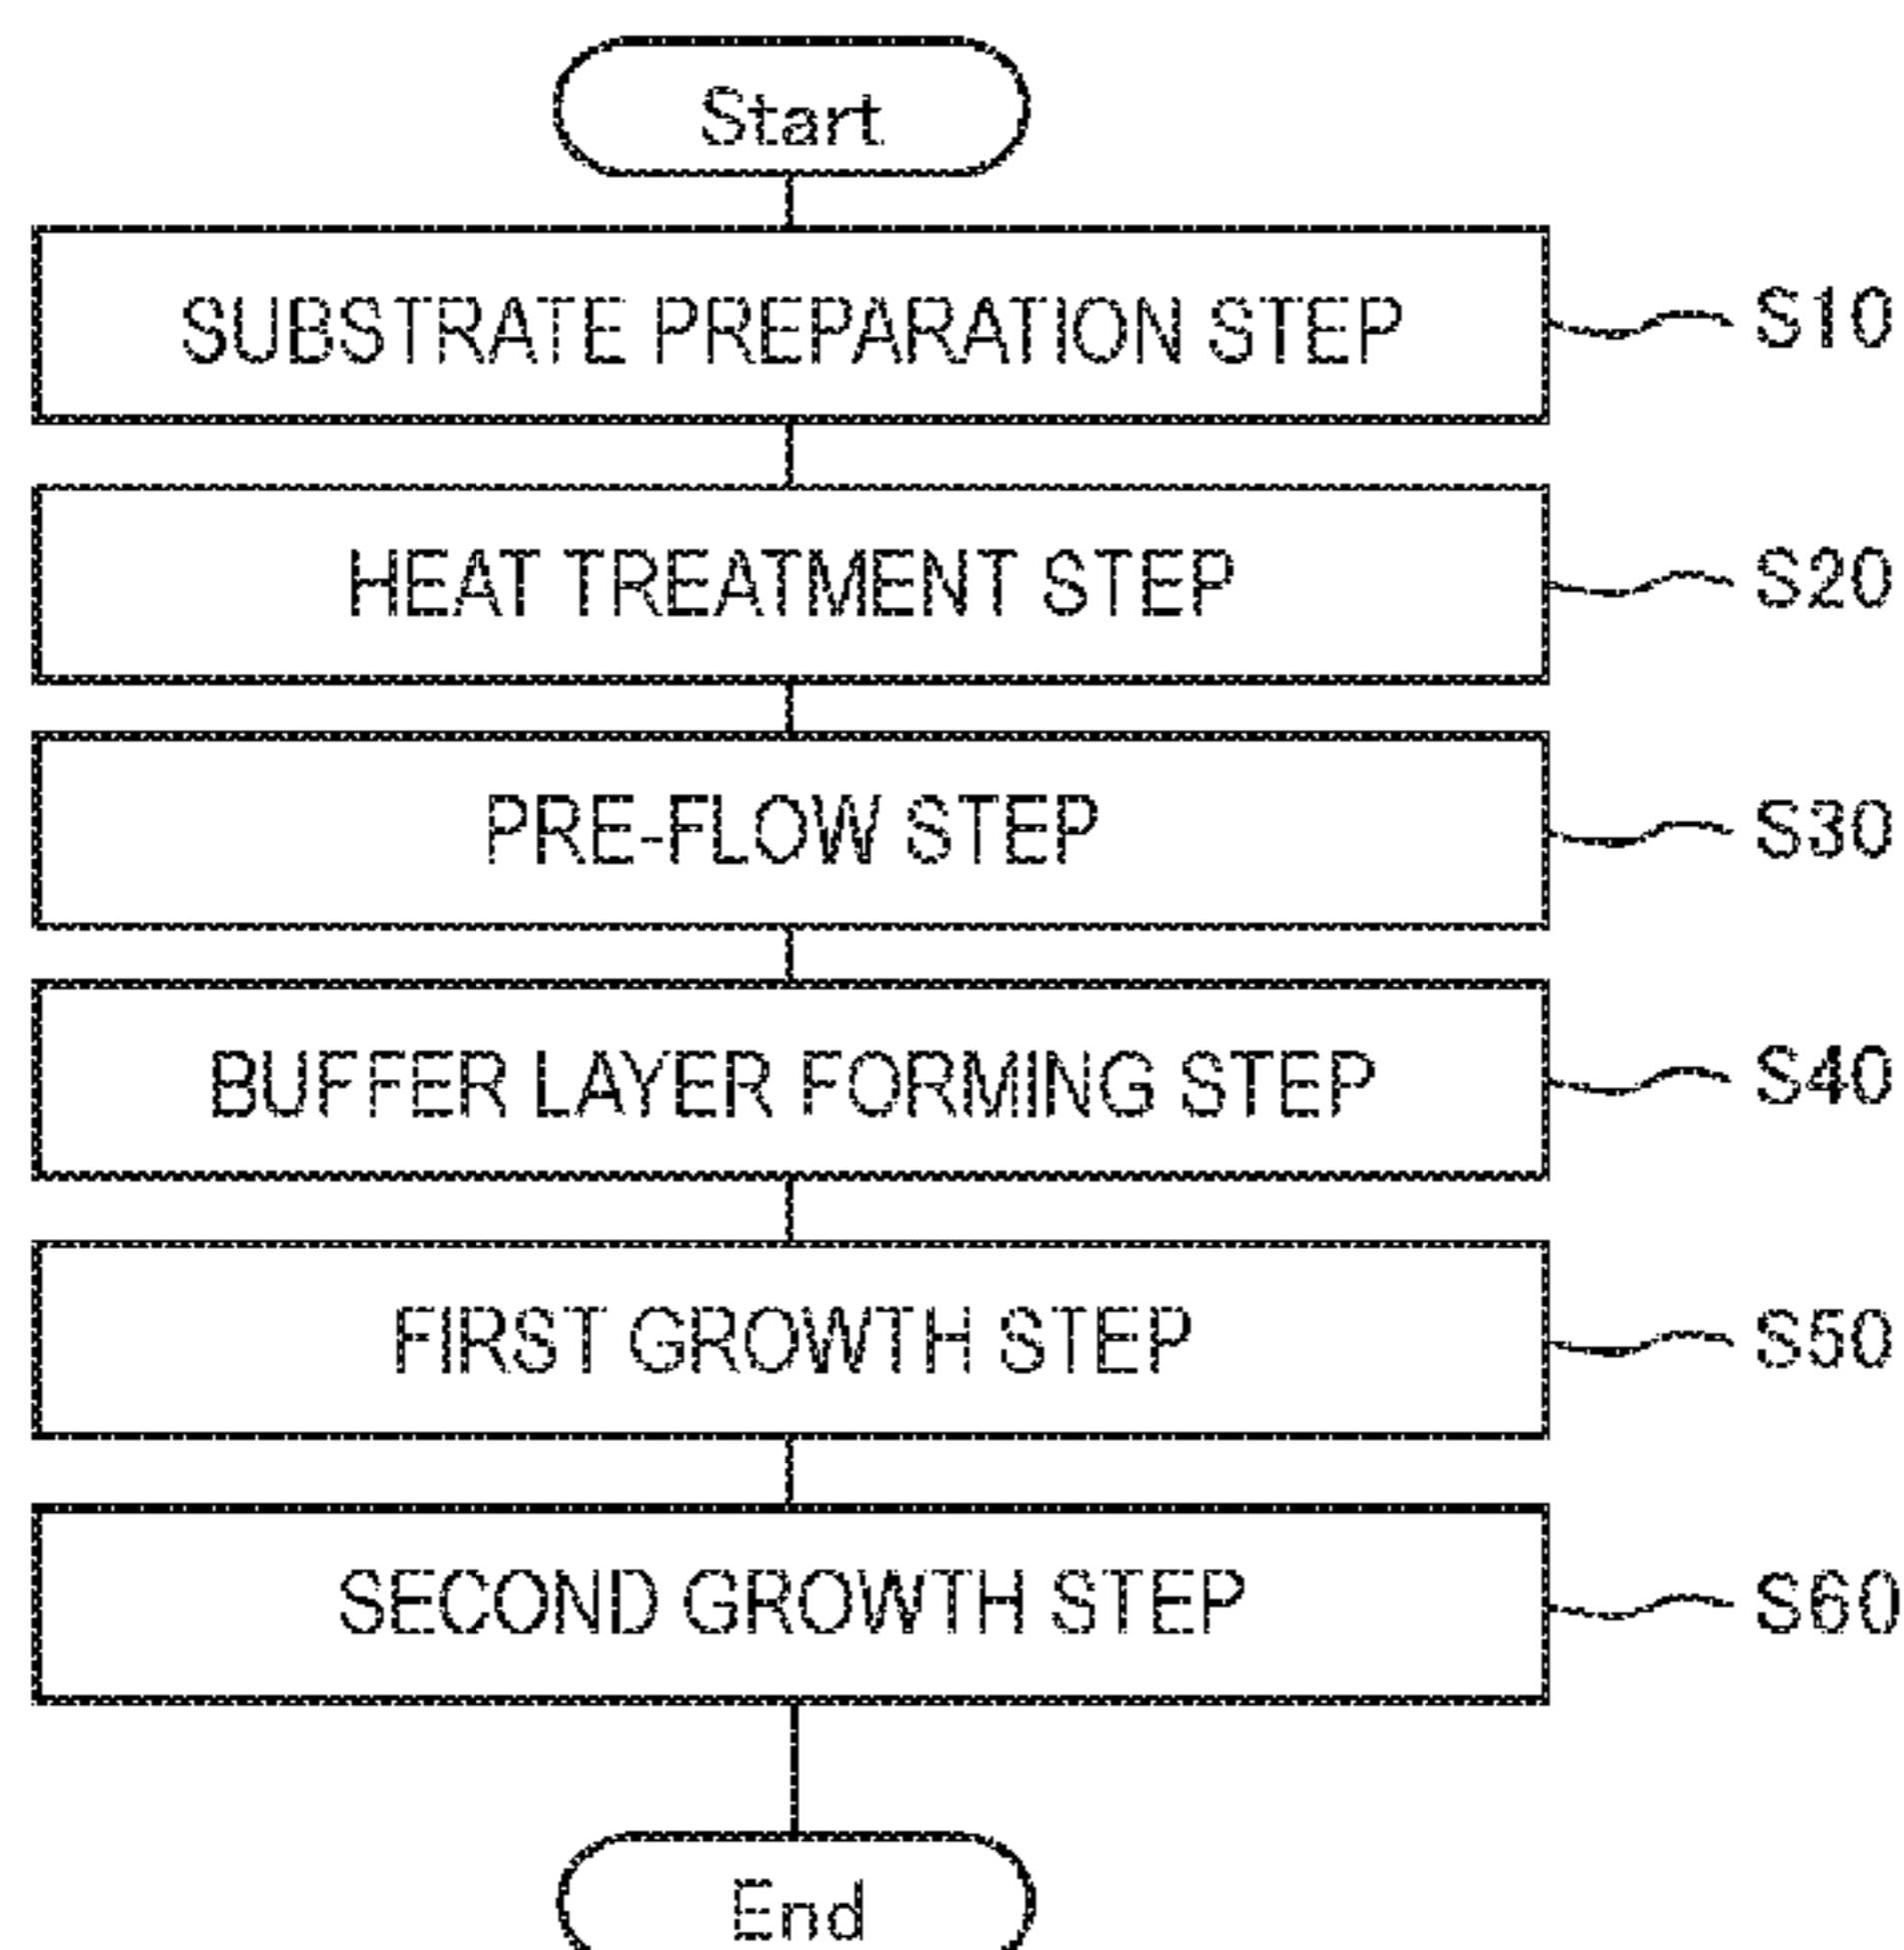 Start
SUBSTRATE PREPARATION STEP S10
HEAT TREATMENT STEP S20
PRE-FLOW STEP S30
BUFFER LAYER FORMING STEP S40
FIRST GROWTH STEP S50
SECOND GROWTH STEP S60
End